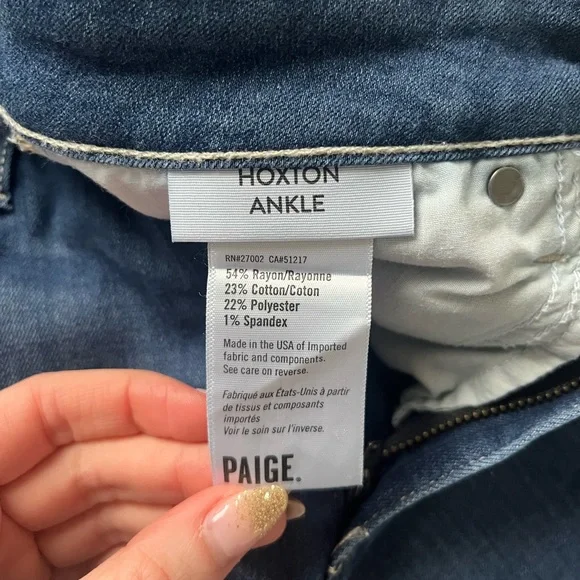 HOXTON
ANKLE
RN#27002 CA#51217
54% Rayon/Rayonne
23% Cotton/Coton
22% Polyester
1% Spandex
Made in the USA of Imported
fabric and components.
See care on reverse.
Fabriqué aux États-Unis à partir
de tissus et composants
importés
Voir le soin sur l'inverse.
PAIGE.